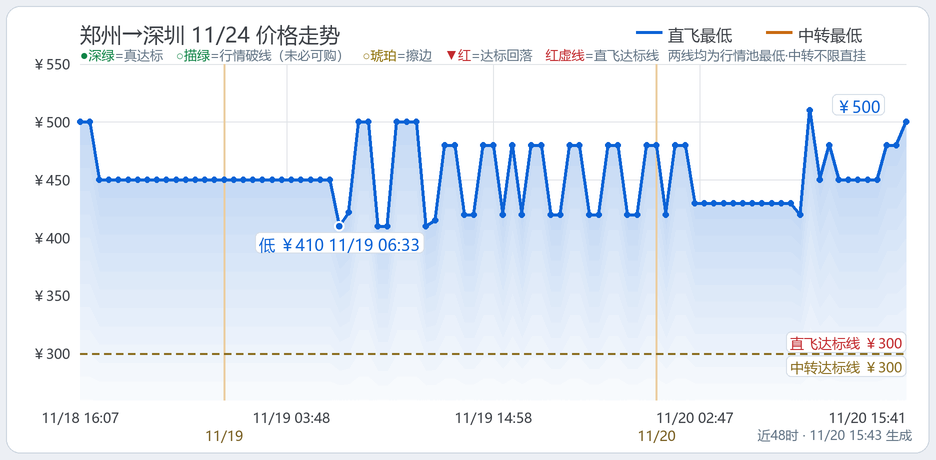 郑州→深圳 11/24 价格走势
直飞最低 中转最低
●深绿=真达标 ○描绿=行情破线（未必可购） ○琥珀=擦边 ▼红=达标回落 红虚线=直飞达标线 两线均为行情池最低·中转不限直挂
¥550
¥500
¥500
¥450
¥400
低 ¥410 11/19 06:33
¥350
直飞达标线 ¥300
¥300
中转达标线 ¥300
11/18 16:07 11/19 03:48 11/19 14:58 11/20 02:47 11/20 15:41
11/19 11/20 近48时 · 11/20 15:43 生成